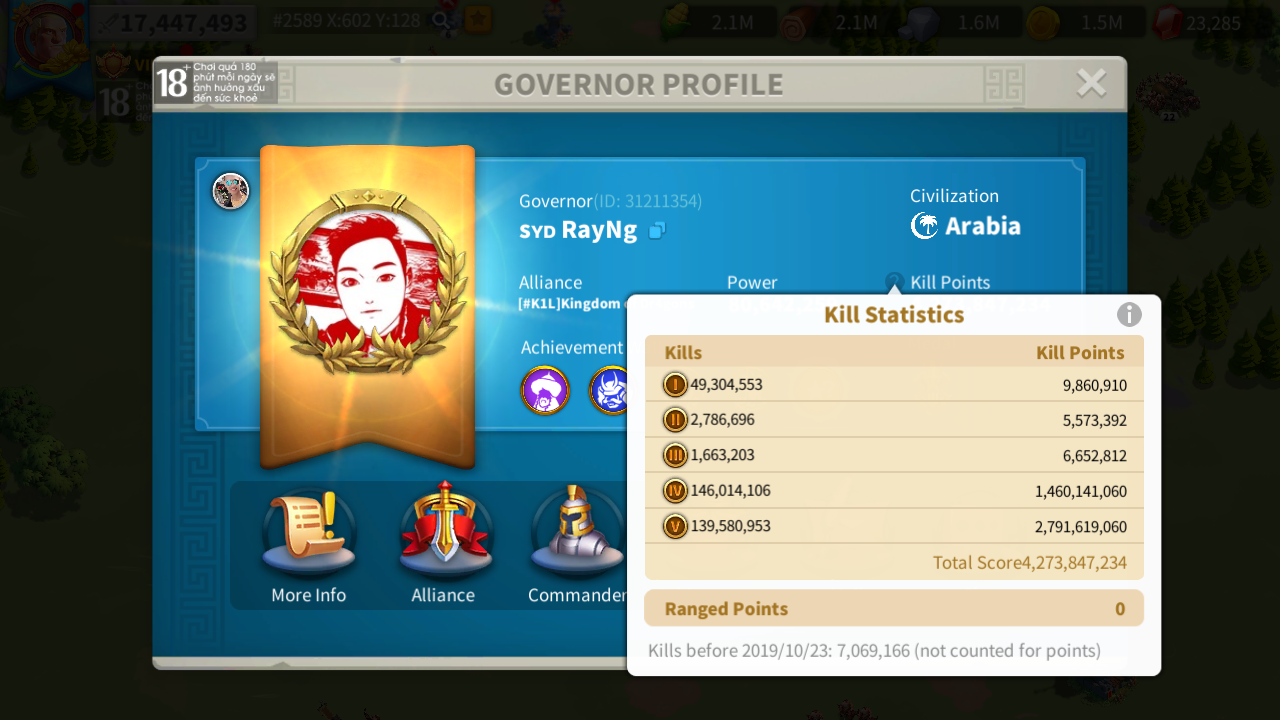 17,447,493
#2589 X:602 Y:128
2.1M
2.1M
1.6M
1.5M
23,285
18+
Chơi quá 180
phút mỗi ngày sẽ
ảnh hưởng xấu
đến sức khoẻ
GOVERNOR PROFILE
18
22
Governor(ID: 31211354)
SYD RayNg
Civilization
Arabia
Alliance
Power
? Kill Points
[#K1L]Kingdom
Achievement
Kill Statistics
i
Kills Kill Points
I 49,304,553 9,860,910
II 2,786,696 5,573,392
III 1,663,203 6,652,812
IV 146,014,106 1,460,141,060
V 139,580,953 2,791,619,060
Total Score4,273,847,234
Ranged Points 0
Kills before 2019/10/23: 7,069,166 (not counted for points)
More Info
Alliance
Commander